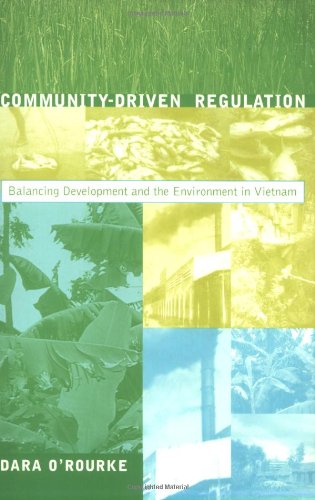 COMMUNITY-DRIVEN REGULATION
Balancing Development and the Environment in Vietnam
DARA O'ROURKE